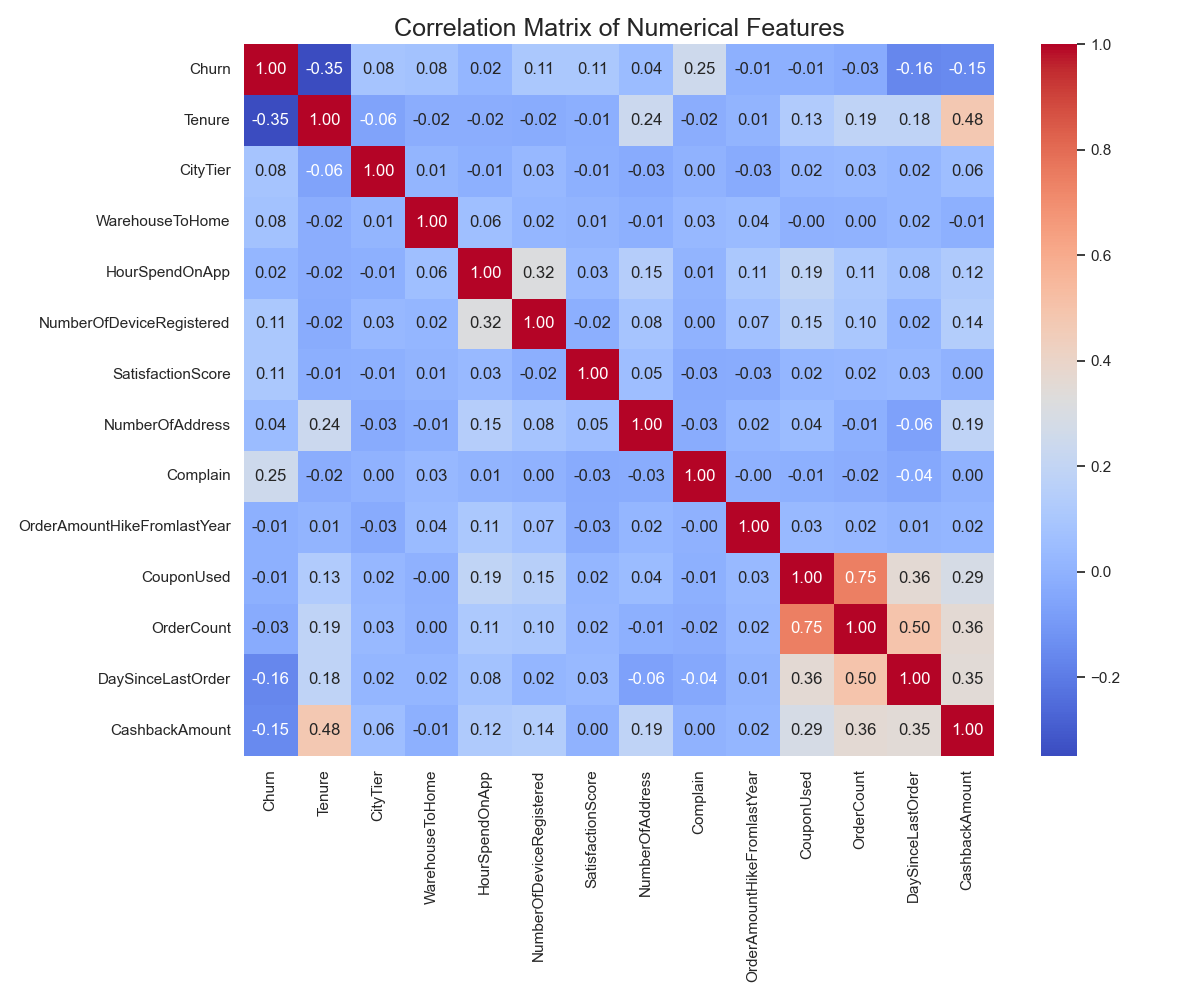 Correlation Matrix of Numerical Features
Churn 1.00 -0.35 0.08 0.08 0.02 0.11 0.11 0.04 0.25 -0.01 -0.01 -0.03 -0.16 -0.15
Tenure -0.35 1.00 -0.06 -0.02 -0.02 -0.02 -0.01 0.24 -0.02 0.01 0.13 0.19 0.18 0.48
CityTier 0.08 -0.06 1.00 0.01 -0.01 0.03 -0.01 -0.03 0.00 -0.03 0.02 0.03 0.02 0.06
WarehouseToHome 0.08 -0.02 0.01 1.00 0.06 0.02 0.01 -0.01 0.03 0.04 -0.00 0.00 0.02 -0.01
HourSpendOnApp 0.02 -0.02 -0.01 0.06 1.00 0.32 0.03 0.15 0.01 0.11 0.19 0.11 0.08 0.12
NumberOfDeviceRegistered 0.11 -0.02 0.03 0.02 0.32 1.00 -0.02 0.08 0.00 0.07 0.15 0.10 0.02 0.14
SatisfactionScore 0.11 -0.01 -0.01 0.01 0.03 -0.02 1.00 0.05 -0.03 -0.03 0.02 0.02 0.03 0.00
NumberOfAddress 0.04 0.24 -0.03 -0.01 0.15 0.08 0.05 1.00 -0.03 0.02 0.04 -0.01 -0.06 0.19
Complain 0.25 -0.02 0.00 0.03 0.01 0.00 -0.03 -0.03 1.00 -0.00 -0.01 -0.02 -0.04 0.00
OrderAmountHikeFromlastYear -0.01 0.01 -0.03 0.04 0.11 0.07 -0.03 0.02 -0.00 1.00 0.03 0.02 0.01 0.02
CouponUsed -0.01 0.13 0.02 -0.00 0.19 0.15 0.02 0.04 -0.01 0.03 1.00 0.75 0.36 0.29
OrderCount -0.03 0.19 0.03 0.00 0.11 0.10 0.02 -0.01 -0.02 0.02 0.75 1.00 0.50 0.36
DaySinceLastOrder -0.16 0.18 0.02 0.02 0.08 0.02 0.03 -0.06 -0.04 0.01 0.36 0.50 1.00 0.35
CashbackAmount -0.15 0.48 0.06 -0.01 0.12 0.14 0.00 0.19 0.00 0.02 0.29 0.36 0.35 1.00
Churn
Tenure
CityTier
WarehouseToHome
HourSpendOnApp
NumberOfDeviceRegistered
SatisfactionScore
NumberOfAddress
Complain
OrderAmountHikeFromlastYear
CouponUsed
OrderCount
DaySinceLastOrder
CashbackAmount
1.0
0.8
0.6
0.4
0.2
0.0
−0.2